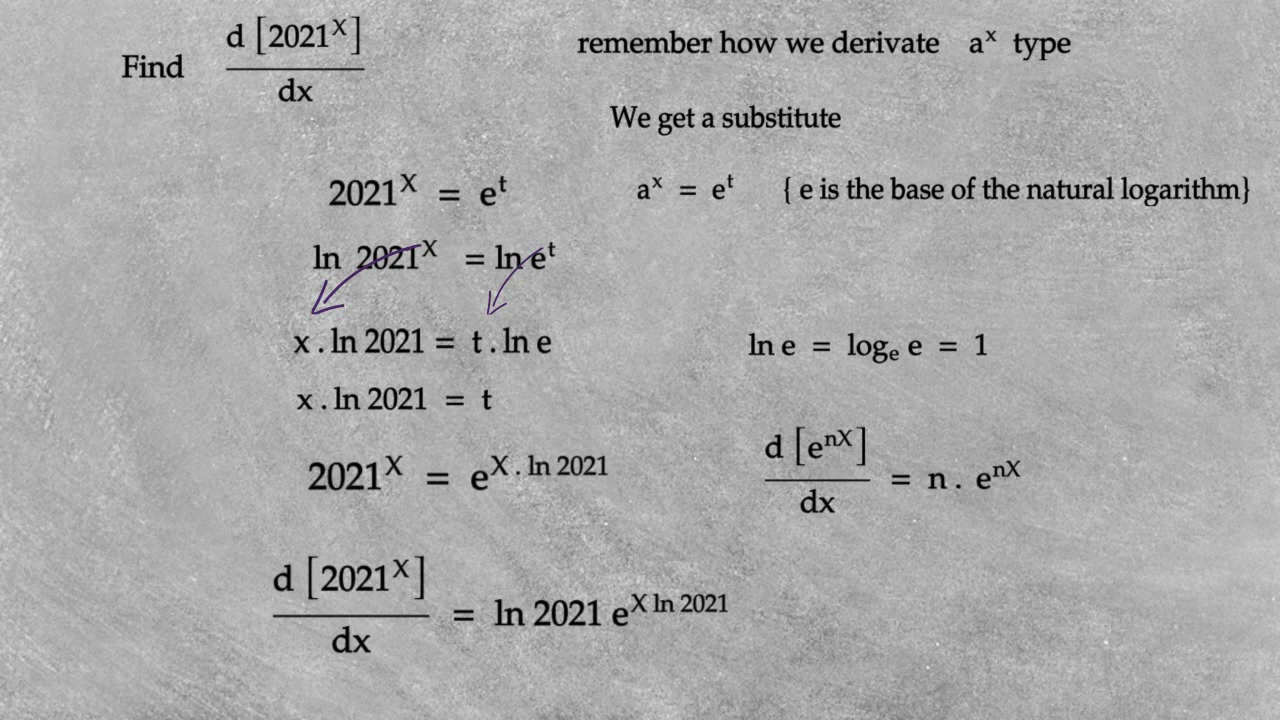 Find d [2021^X] / dx
remember how we derivate a^x type
We get a substitute
2021^X = e^t
a^x = e^t { e is the base of the natural logarithm}
ln 2021^X = ln e^t
x . ln 2021 = t . ln e
ln e = log_e e = 1
x . ln 2021 = t
2021^X = e^X . ln 2021
d [e^nX] / dx = n . e^nX
d [2021^X] / dx = ln 2021 e^X ln 2021